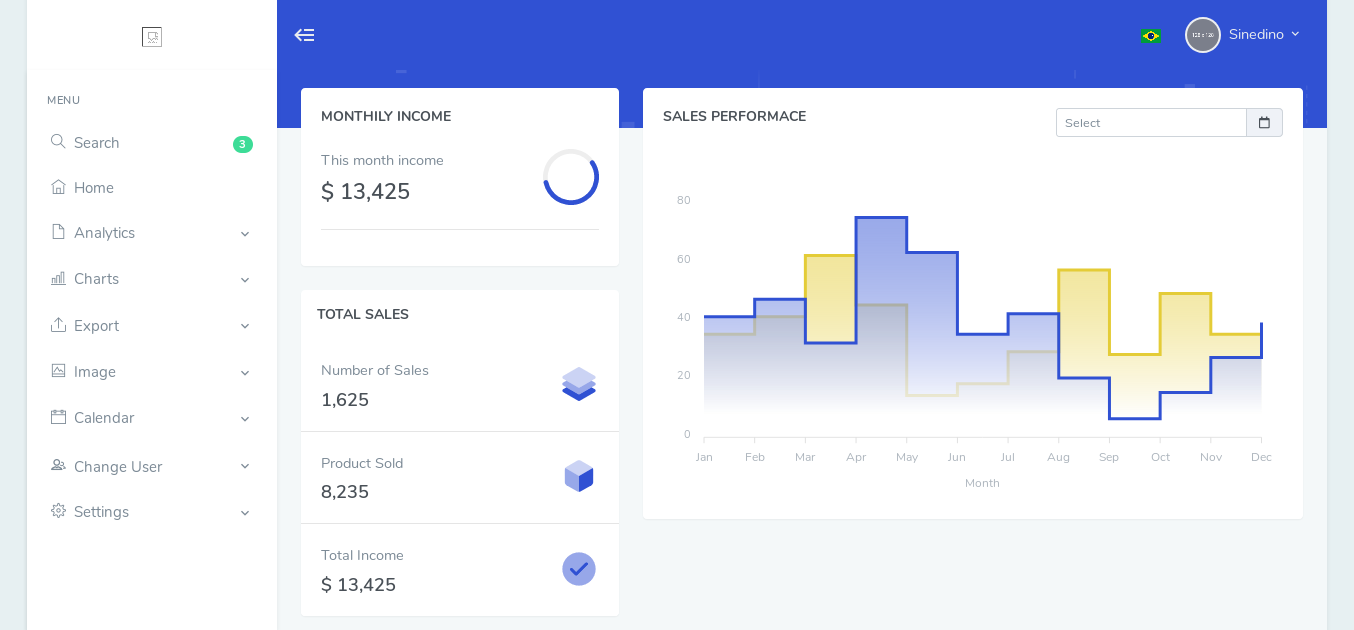 Sinedino
MENU
Search 3
Home
Analytics
Charts
Export
Image
Calendar
Change User
Settings
MONTHILY INCOME
This month income
$ 13,425
TOTAL SALES
Number of Sales
1,625
Product Sold
8,235
Total Income
$ 13,425
SALES PERFORMACE
Select
80
60
40
20
0
Jan Feb Mar Apr May Jun Jul Aug Sep Oct Nov Dec
Month